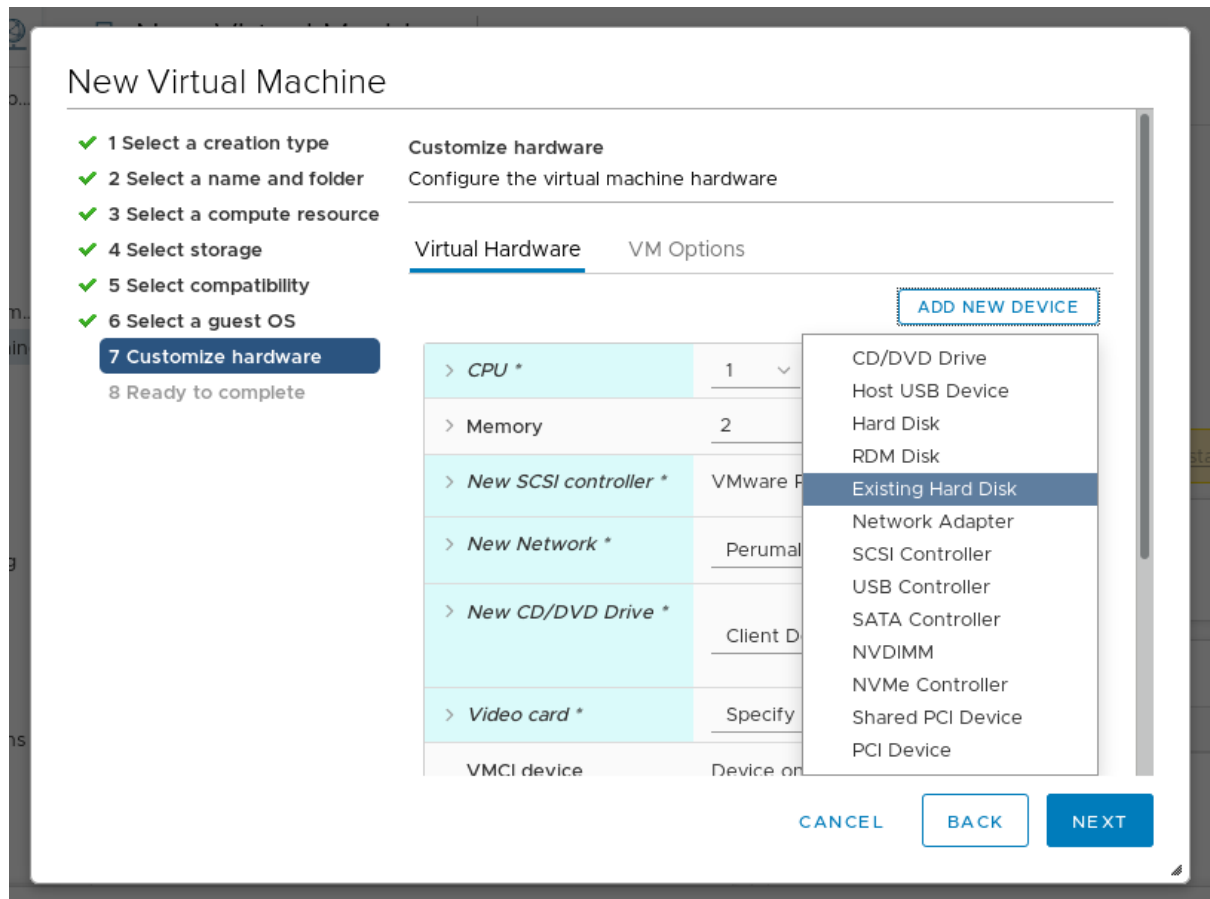 New Virtual Machine
1 Select a creation type
2 Select a name and folder
3 Select a compute resource
4 Select storage
5 Select compatibility
6 Select a guest OS
7 Customize hardware
8 Ready to complete
Customize hardware
Configure the virtual machine hardware
Virtual Hardware VM Options
ADD NEW DEVICE
CPU * 1
Memory 2
New SCSI controller * VMware
New Network * Perumal
New CD/DVD Drive *
Client
Video card * Specify
VMCI device Device on
CD/DVD Drive
Host USB Device
Hard Disk
RDM Disk
Existing Hard Disk
Network Adapter
SCSI Controller
USB Controller
SATA Controller
NVDIMM
NVMe Controller
Shared PCI Device
PCI Device
CANCEL BACK NEXT